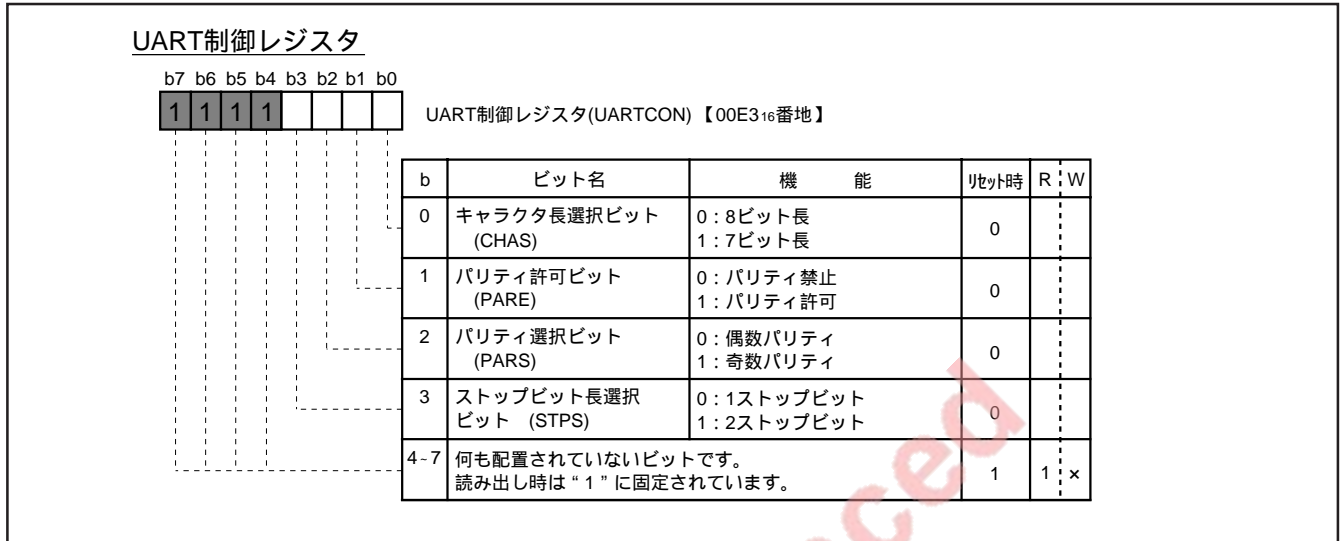 UART制御レジスタ
b7 b6 b5 b4 b3 b2 b1 b0
1 1 1 1
UART制御レジスタ(UARTCON)【00E316番地】
b ビット名 機 能 リセット時 R W
0 キャラクタ長選択ビット 0:8ビット長 0
(CHAS) 1:7ビット長
1 パリティ許可ビット 0:パリティ禁止 0
(PARE) 1:パリティ許可
2 パリティ選択ビット 0:偶数パリティ 0
(PARS) 1:奇数パリティ
3 ストップビット長選択 0:1ストップビット 0
ビット (STPS) 1:2ストップビット
4~7 何も配置されていないビットです。 1 1 ×
読み出し時は“1”に固定されています。
ced